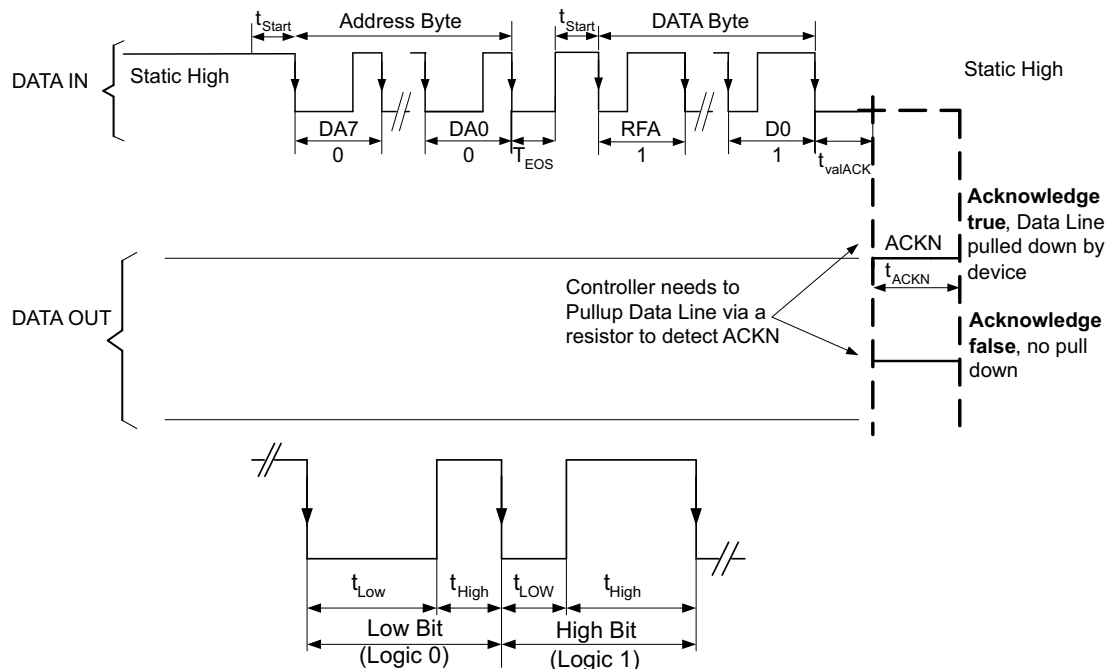 tStart
Address Byte
tStart
DATA Byte
DATA IN
Static High
Static High
DA7
0
DA0
0
TEOS
RFA
1
D0
1
tvalACK
Acknowledge
true, Data Line
pulled down by
device
ACKN
tACKN
Controller needs to
Pullup Data Line via a
resistor to detect ACKN
DATA OUT
Acknowledge
false, no pull
down
tLow
tHigh
tLOW
tHigh
Low Bit
(Logic 0)
High Bit
(Logic 1)